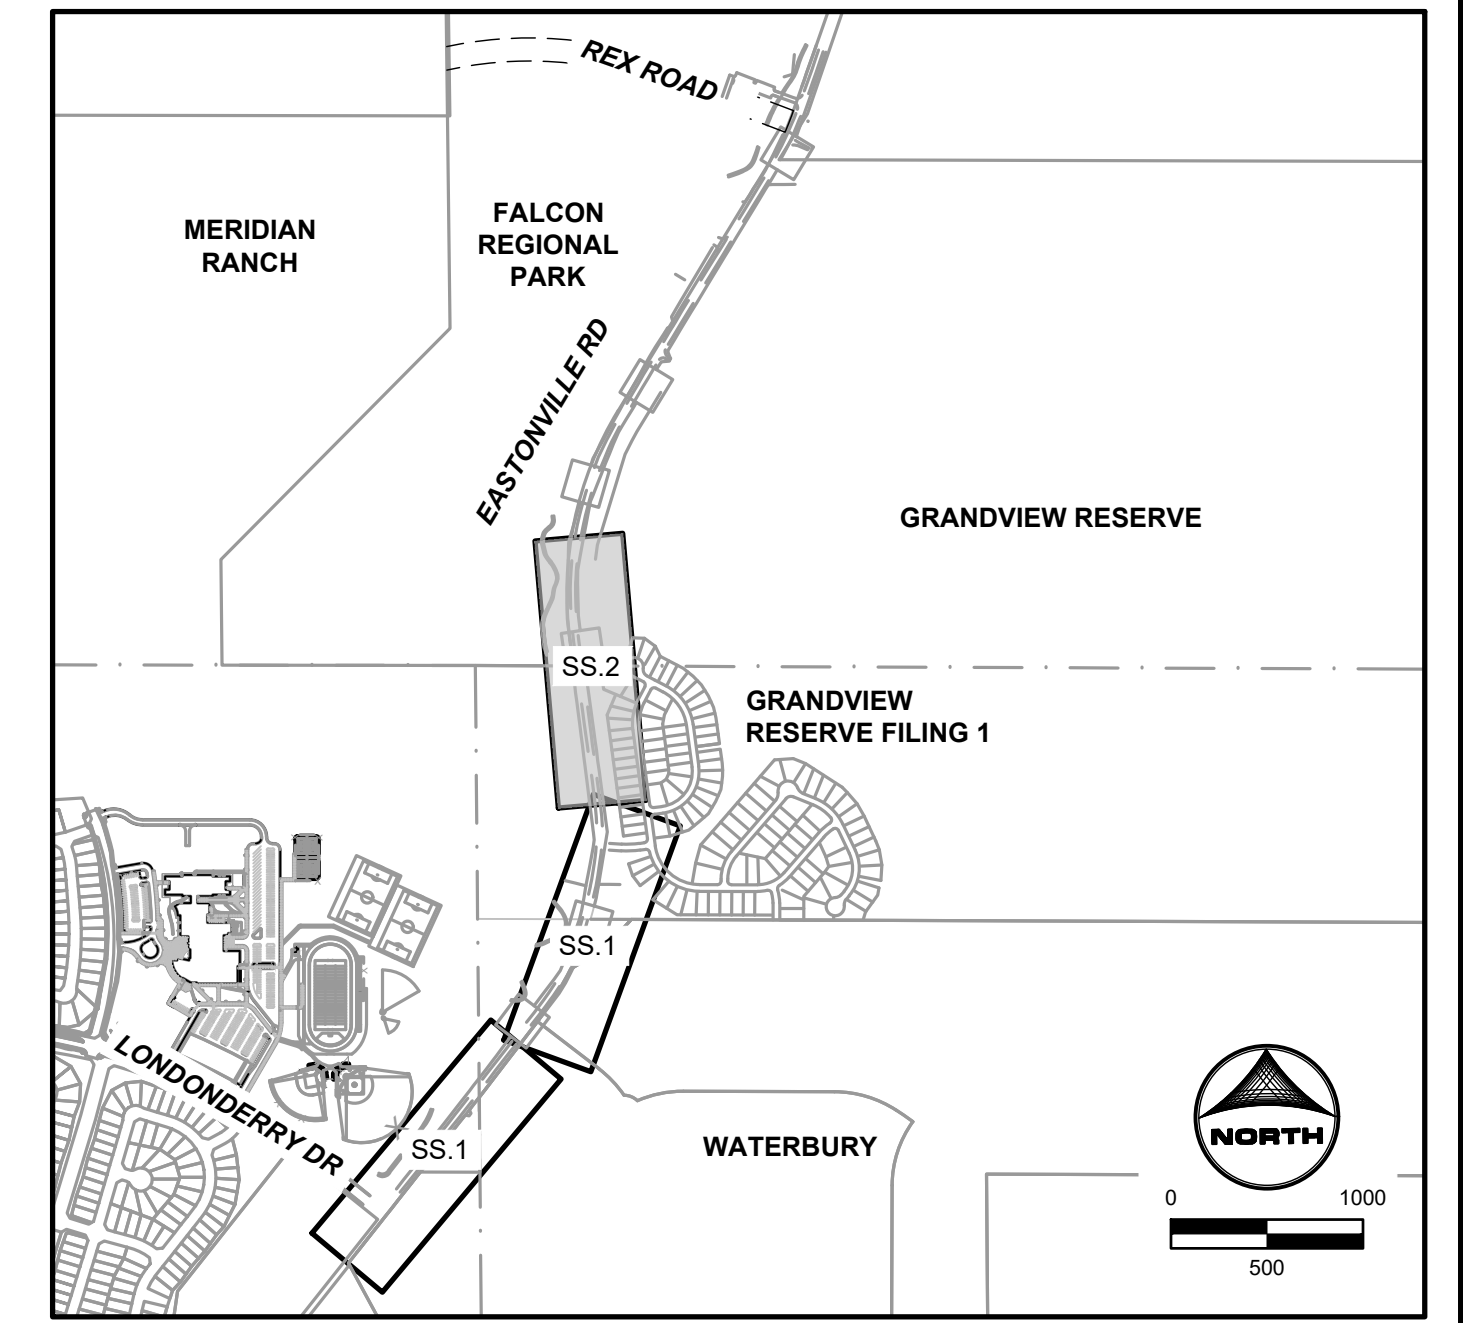 REX ROAD
MERIDIAN
RANCH
FALCON
REGIONAL
PARK
EASTONVILLE RD
GRANDVIEW RESERVE
SS.2
GRANDVIEW
RESERVE FILING 1
SS.1
LONDONDERRY DR
SS.1
WATERBURY
NORTH
0 1000
500